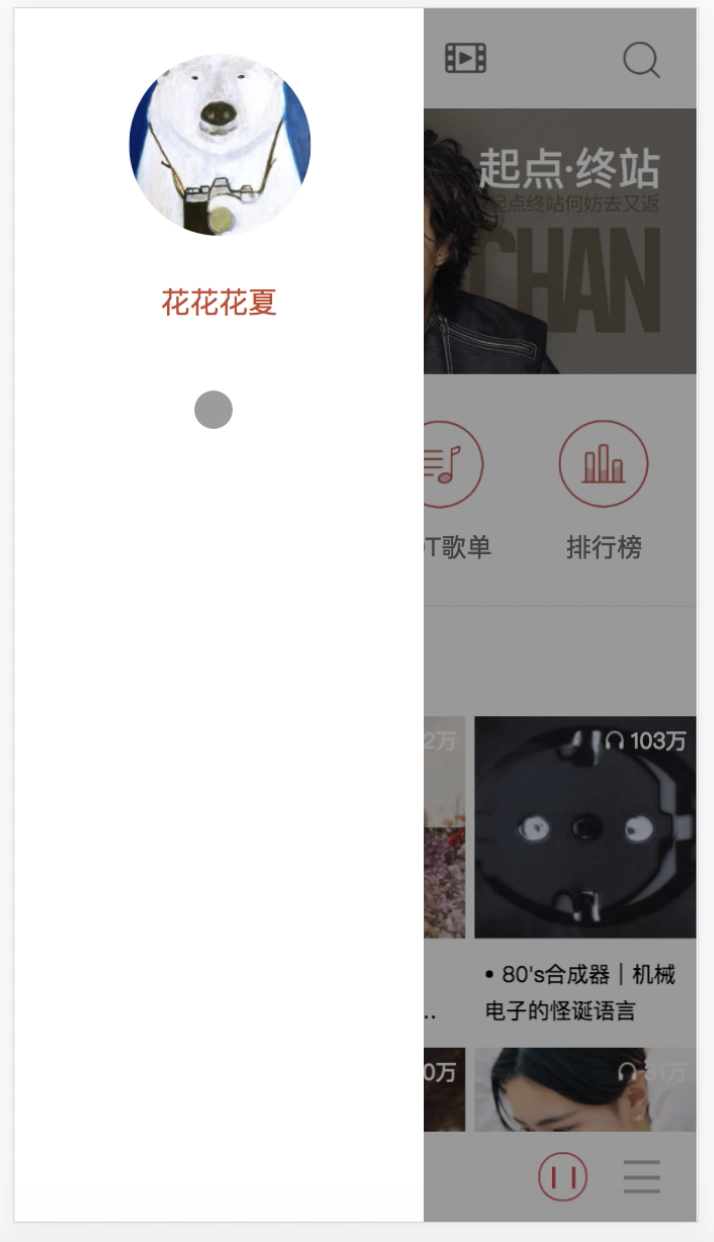 起点·终站
起点终站何妨去又返
CHAN
花花花夏
T歌单
排行榜
2万
103万
• 80's合成器｜机械
电子的怪诞语言
..
0万
31万